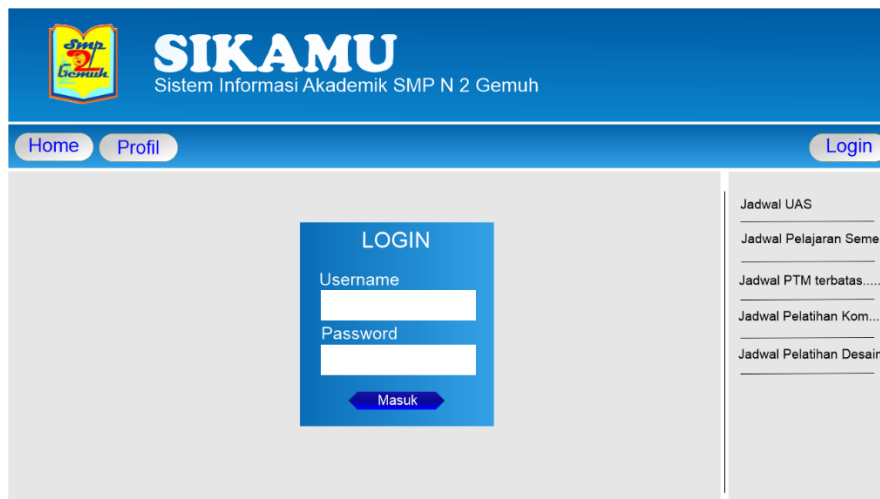 Smp
2
Gemuh
SIKAMU
Sistem Informasi Akademik SMP N 2 Gemuh
Home
Profil
Login
LOGIN
Username
Password
Masuk
Jadwal UAS
Jadwal Pelajaran Seme
Jadwal PTM terbatas.....
Jadwal Pelatihan Kom...
Jadwal Pelatihan Desain